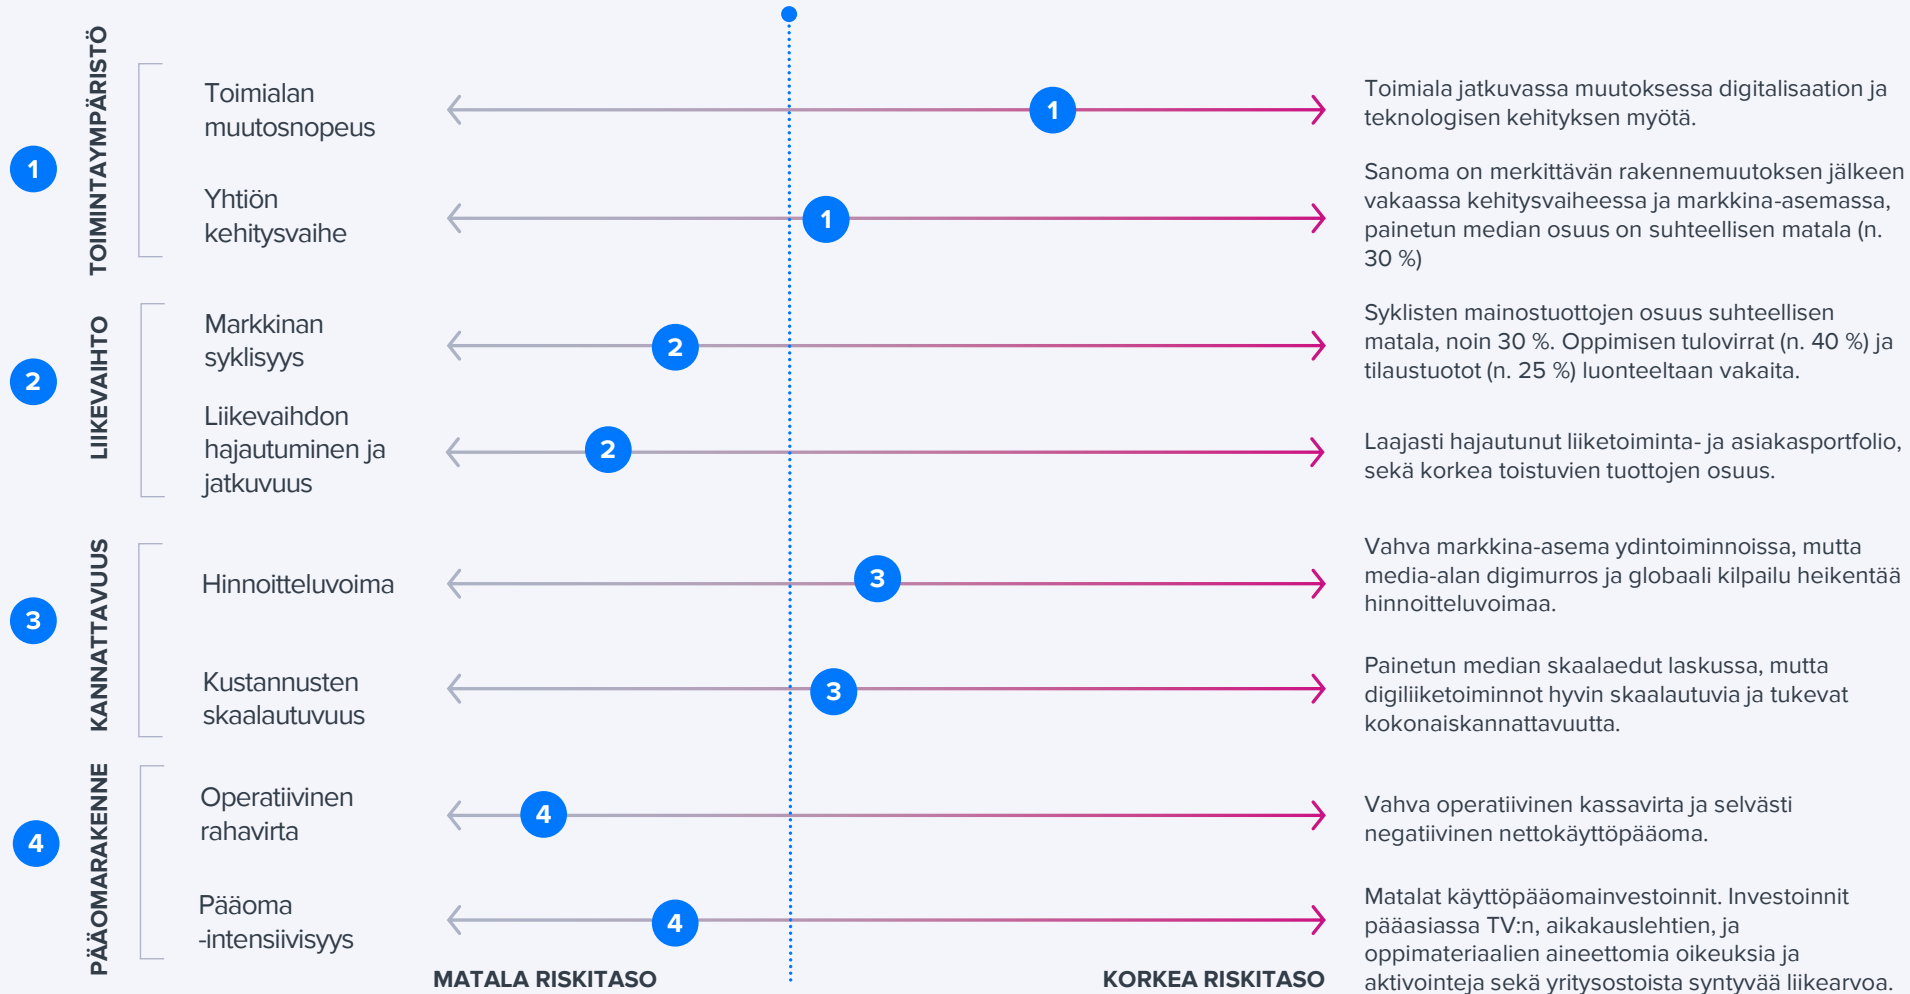 1
TOIMINTAYMPÄRISTÖ
Toimialan
muutosnopeus
1
Toimiala jatkuvassa muutoksessa digitalisaation ja
teknologisen kehityksen myötä.
Yhtiön
kehitysvaihe
1
Sanoma on merkittävän rakennemuutoksen jälkeen
vakaassa kehitysvaiheessa ja markkina-asemassa,
painetun median osuus on suhteellisen matala (n.
30 %)
2
LIIKEVAIHTO
Markkinan
syklisyys
2
Syklisten mainostuottojen osuus suhteellisen
matala, noin 30 %. Oppimisen tulovirrat (n. 40 %) ja
tilaustuotot (n. 25 %) luonteeltaan vakaita.
Liikevaihdon
hajautuminen ja
jatkuvuus
2
Laajasti hajautunut liiketoiminta- ja asiakasportfolio,
sekä korkea toistuvien tuottojen osuus.
3
KANNATTAVUUS
Hinnoitteluvoima
3
Vahva markkina-asema ydintoiminnoissa, mutta
media-alan digimurros ja globaali kilpailu heikentää
hinnoitteluvoimaa.
Kustannusten
skaalautuvuus
3
Painetun median skaalaedut laskussa, mutta
digiliiketoiminnot hyvin skaalautuvia ja tukevat
kokonaiskannattavuutta.
4
PÄÄOMARAKENNE
Operatiivinen
rahavirta
4
Vahva operatiivinen kassavirta ja selvästi
negatiivinen nettokäyttöpääoma.
Pääoma
-intensiivisyys
4
Matalat käyttöpääomainvestoinnit. Investoinnit
pääasiassa TV:n, aikakauslehtien, ja
oppimateriaalien aineettomia oikeuksia ja
aktivointeja sekä yritysostoista syntyvää liikearvoa.
MATALA RISKITASO
KORKEA RISKITASO